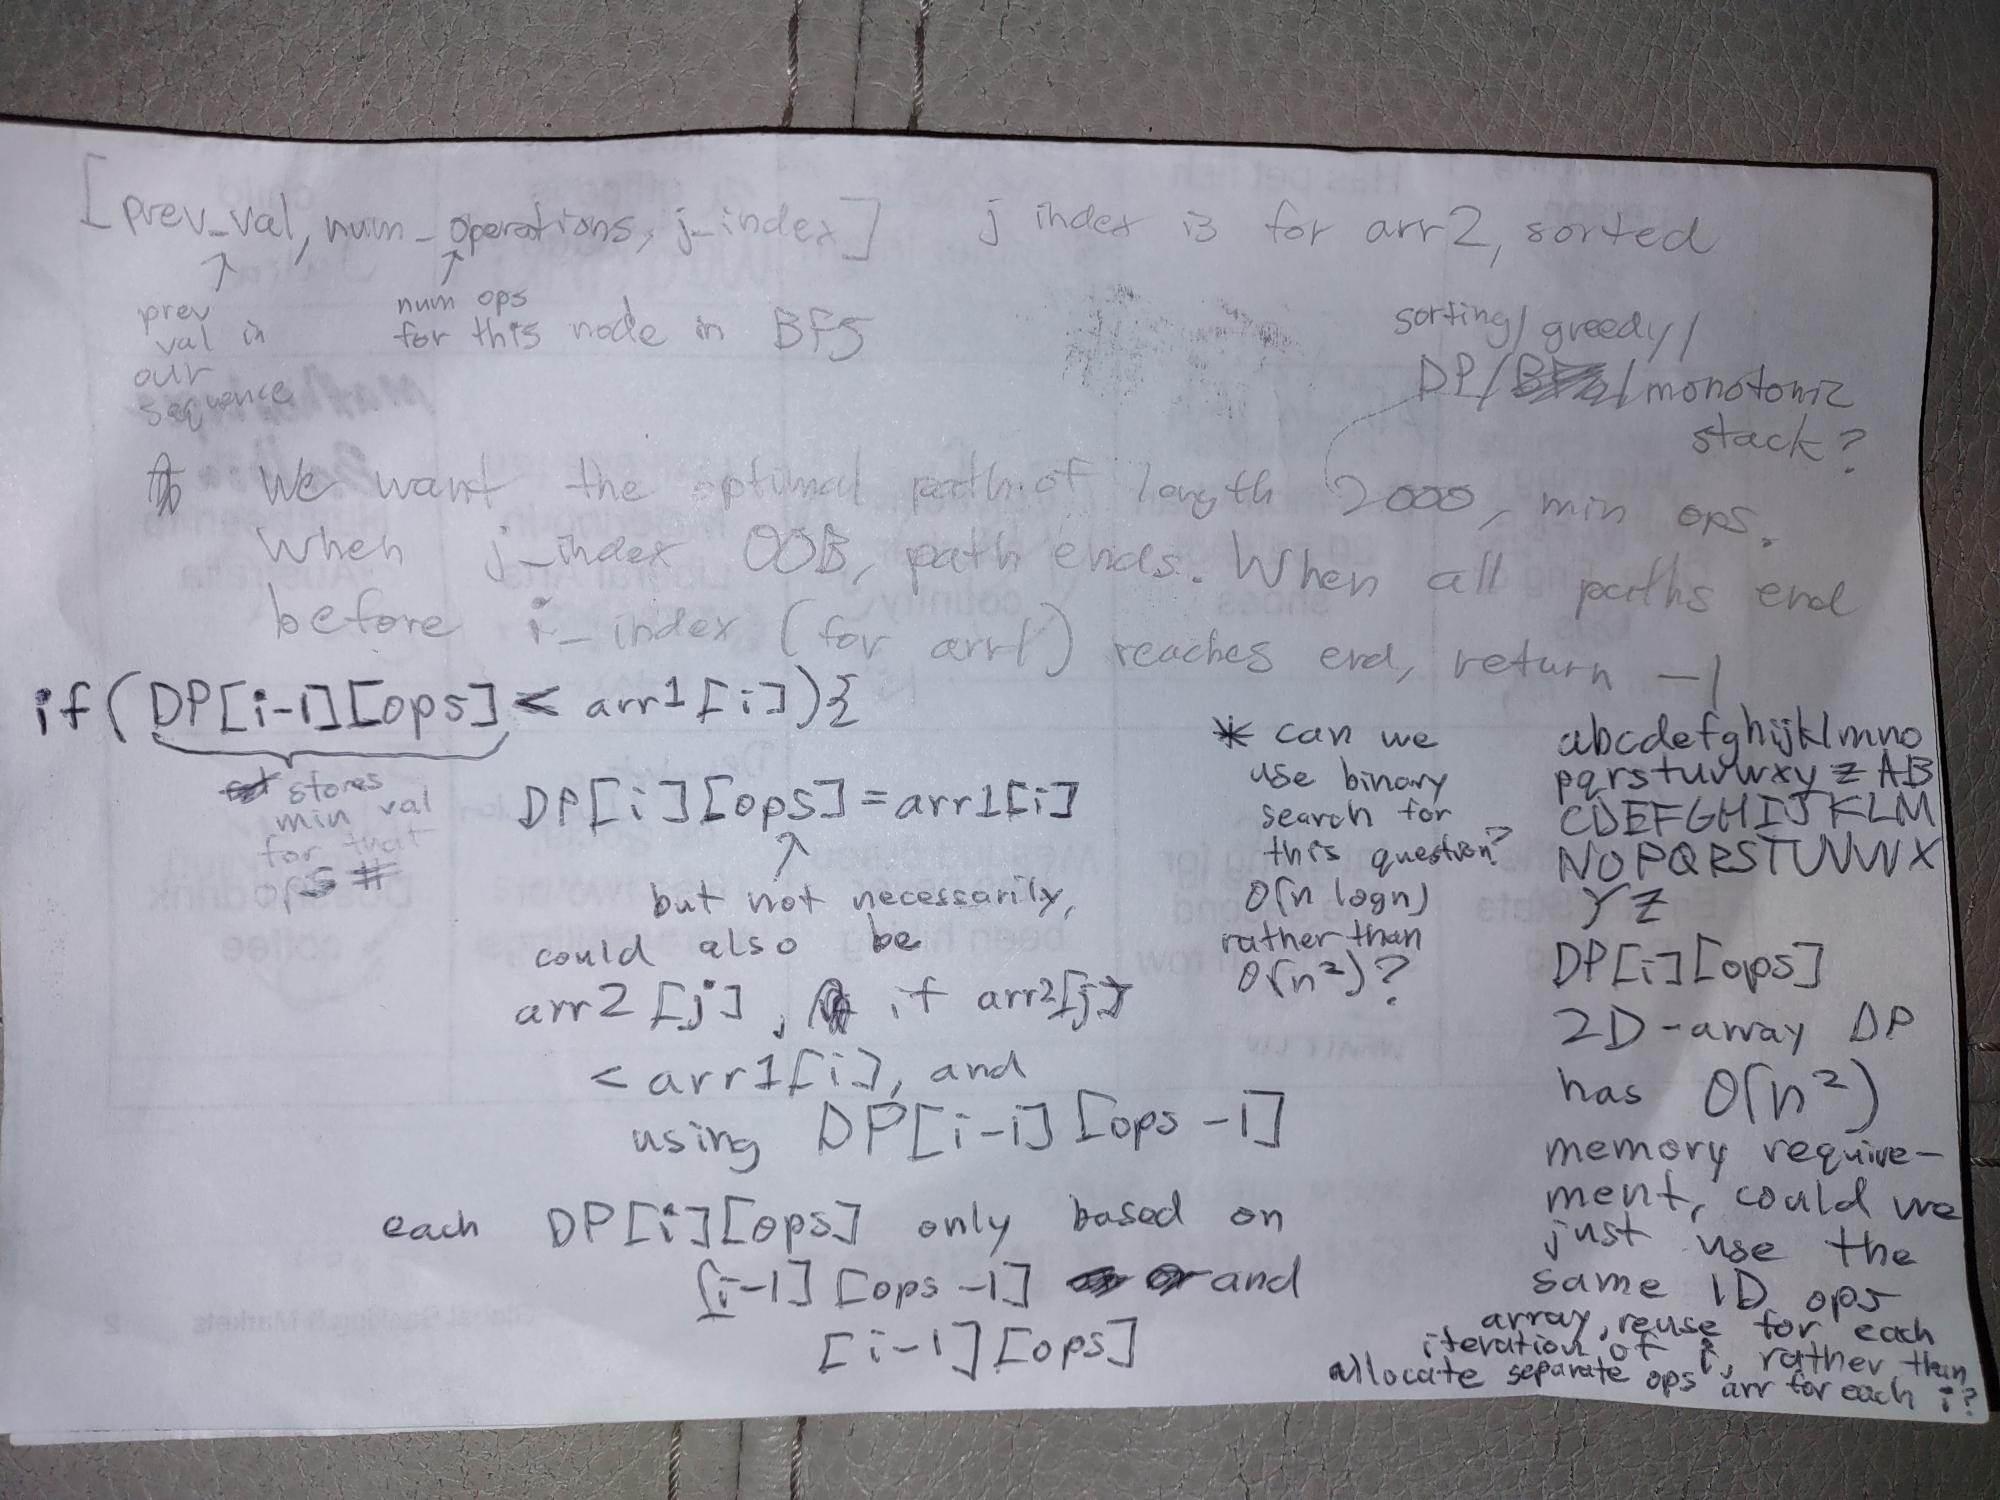 [prev_val, num_operations, j-index] j index is for arr2, sorted
↑ ↑
prev
val in
our
sequence
num ops
for this node in BFS
sorting/greedy/
DP/BFS/monotonic
stack?
We want the optimal path of length 2000, min ops.
When j-index OOB, path ends. When all paths end
before i-index (for arr1) reaches end, return -1
if(DP[i-1][ops] < arr1[i]){
stores
min val
for that
ops #
DP[i][ops] = arr1[i]
↑
but not necessarily,
could also be
arr2[j], if arr2[j]
< arr1[i], and
using DP[i-1][ops-1]
each DP[i][ops] only based on
[i-1][ops-1] and
[i-1][ops]
* can we
use binary
search for
this question?
O(n logn)
rather than
O(n²)?
abcdefghijklmno
pqrstuvwxyzAB
CDEFGHIJKLM
NOPQRSTUVWX
YZ
DP[i][ops]
2D-array DP
has O(n²)
memory require-
ment, could we
just use the
same 1D ops
array, reuse for each
iteration of i, rather than
allocate separate ops arr for each i?